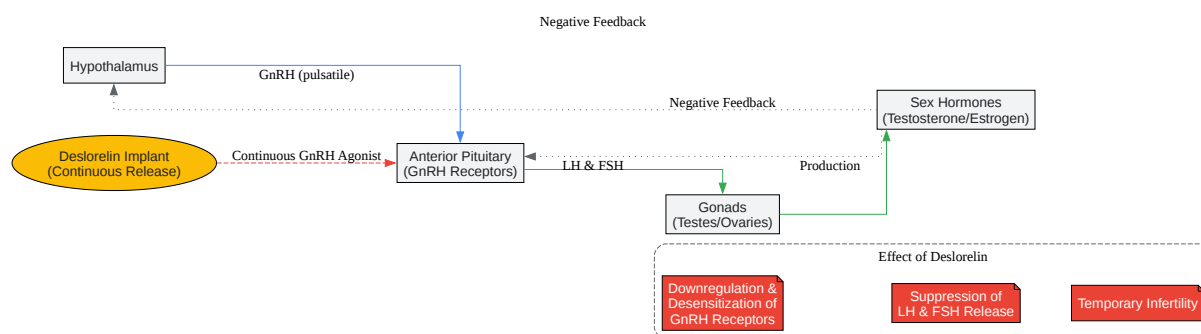 Negative Feedback
Hypothalamus
GnRH (pulsatile)
Negative Feedback
Sex Hormones
(Testosterone/Estrogen)
Deslorelin Implant
(Continuous Release)
Continuous GnRH Agonist
Anterior Pituitary
(GnRH Receptors)
LH & FSH
Production
Gonads
(Testes/Ovaries)
Effect of Deslorelin
Downregulation &
Desensitization of
GnRH Receptors
Suppression of
LH & FSH Release
Temporary Infertility